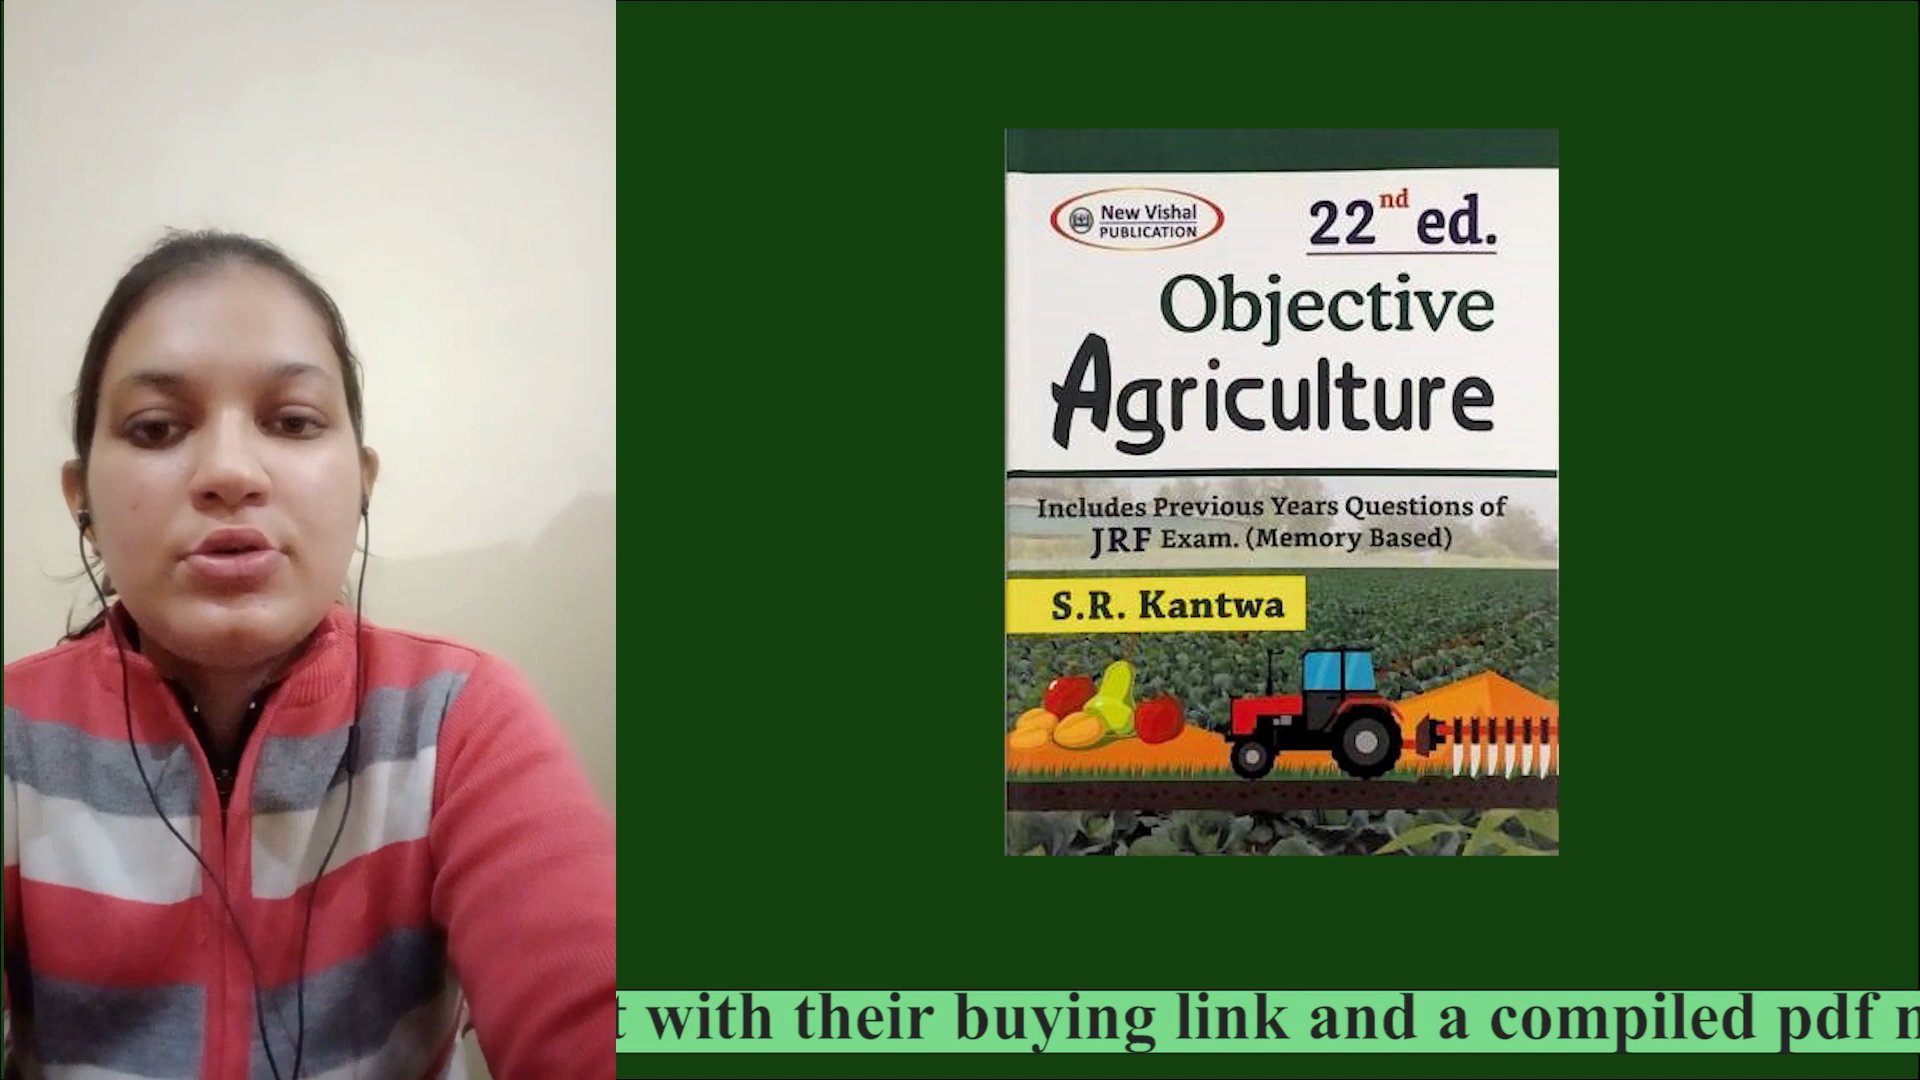 New Vishal
PUBLICATION
22nd ed.
Objective
Agriculture
Includes Previous Years Questions of
JRF Exam. (Memory Based)
S.R. Kantwa
with their buying link and a compiled pdf